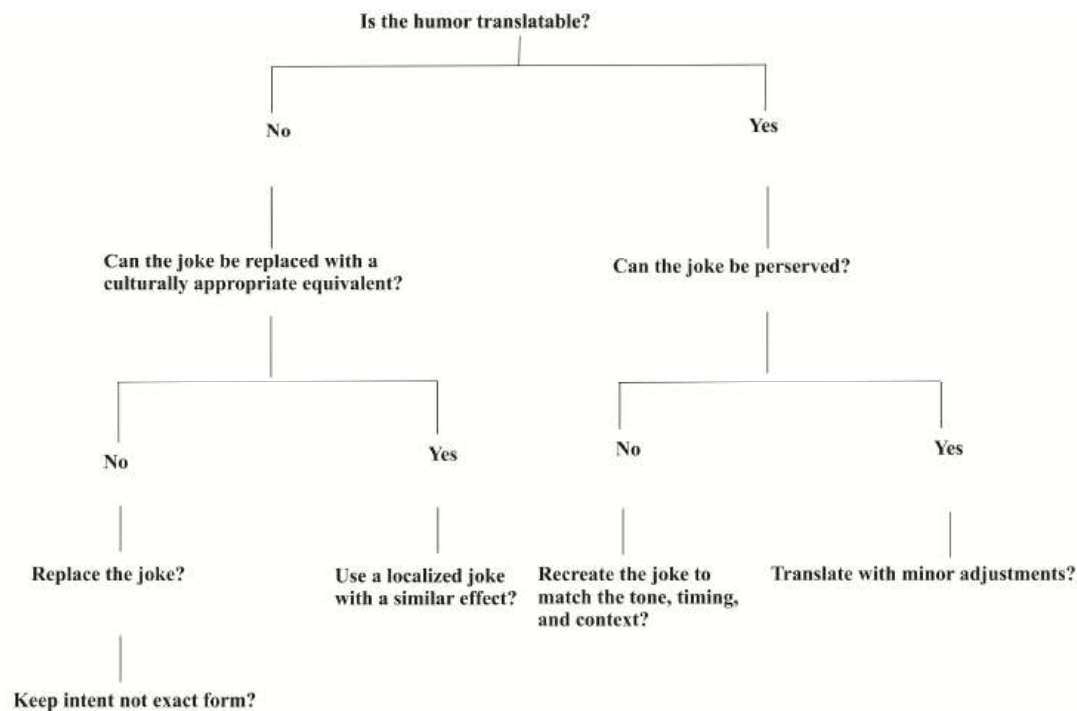 Is the humor translatable?
No
Yes
Can the joke be replaced with a
culturally appropriate equivalent?
Can the joke be perserved?
No
Yes
No
Yes
Replace the joke?
Use a localized joke
with a similar effect?
Recreate the joke to
match the tone, timing,
and context?
Translate with minor adjustments?
Keep intent not exact form?